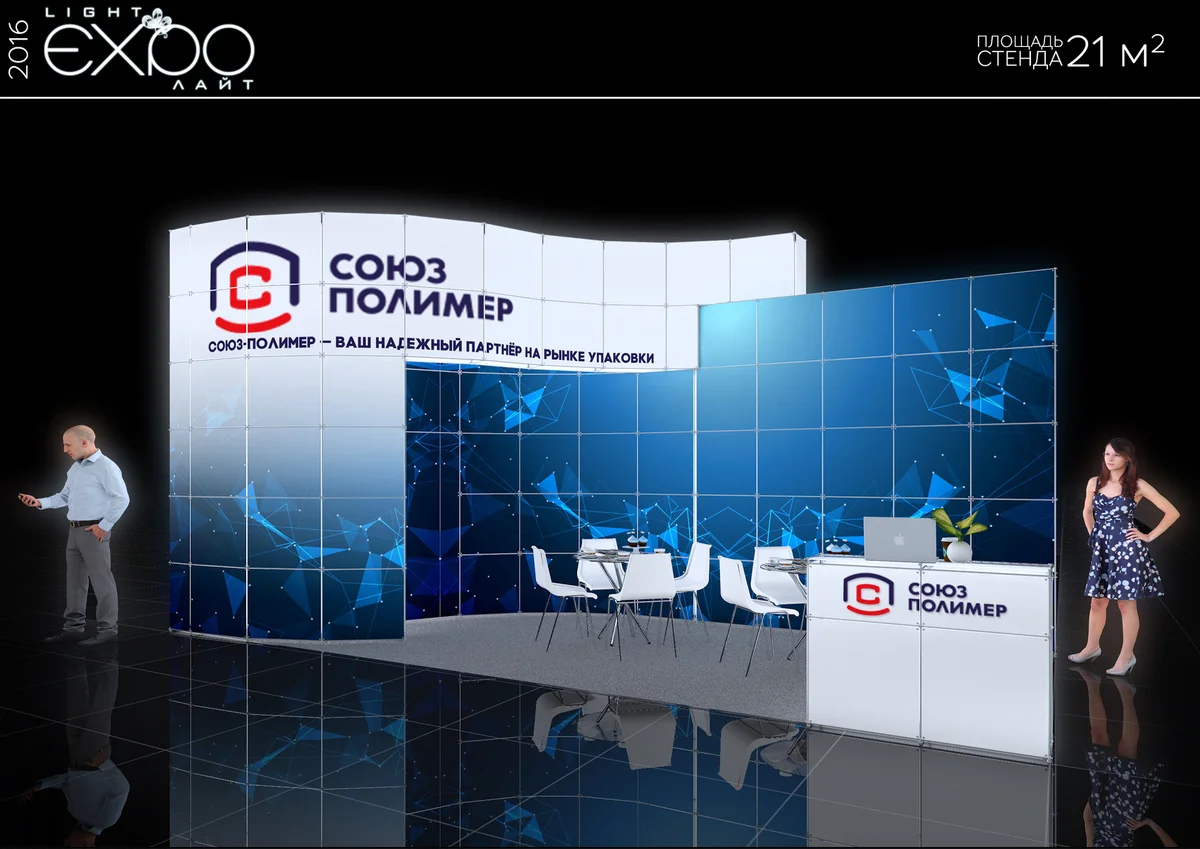 2016
LIGHT
EXPO
ЛАЙТ
ПЛОЩАДЬ
СТЕНДА 21 м²
С
СОЮЗ
ПОЛИМЕР
СОЮЗ-ПОЛИМЕР – ВАШ НАДЕЖНЫЙ ПАРТНЁР НА РЫНКЕ УПАКОВКИ
С
СОЮЗ
ПОЛИМЕР